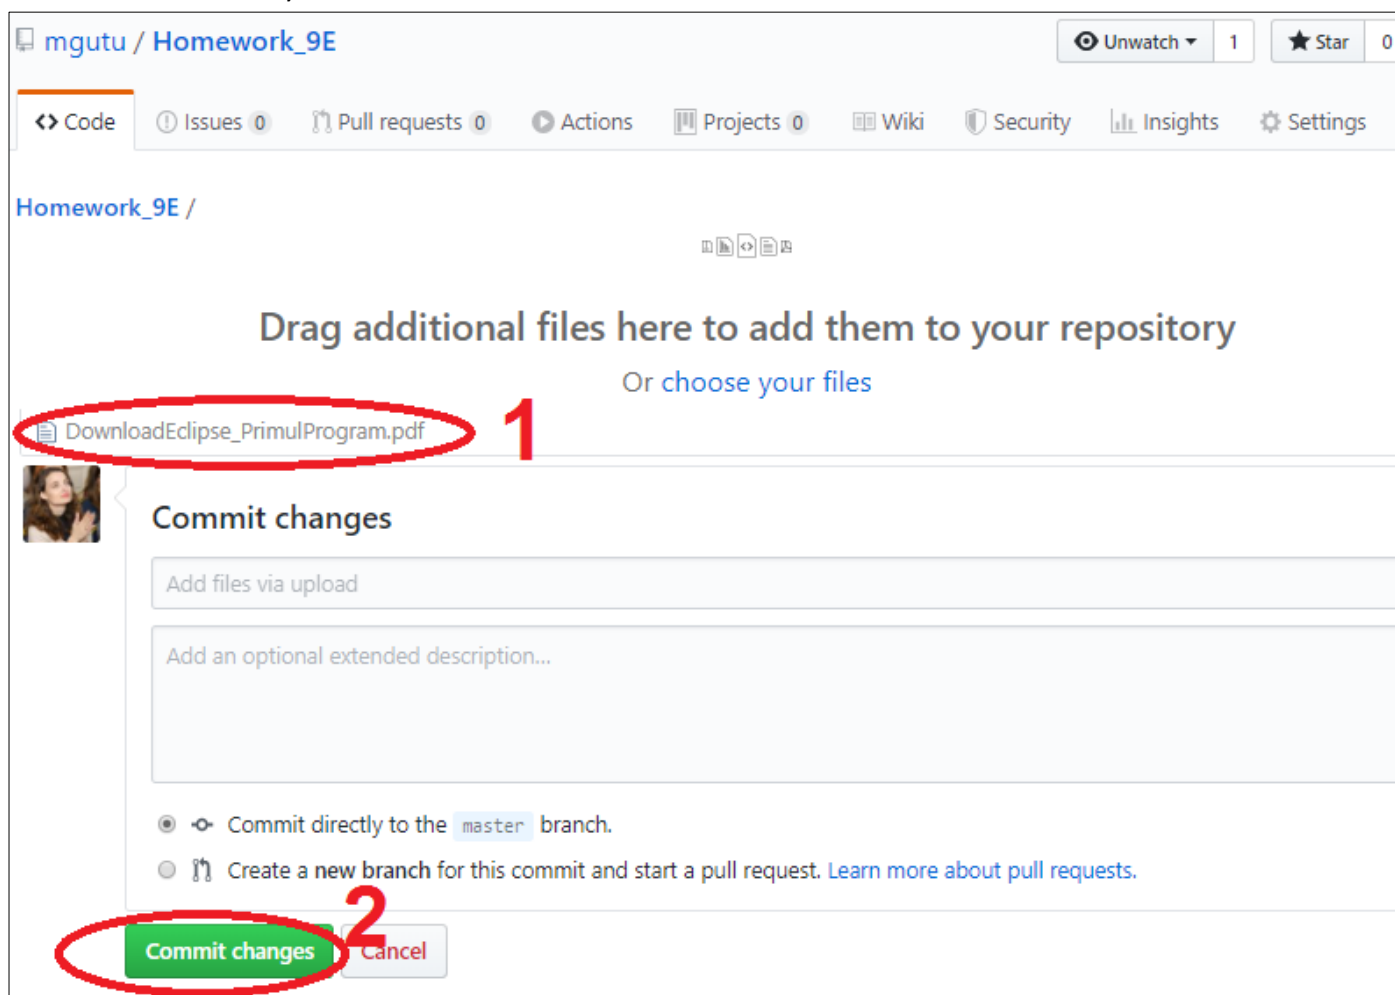 mgutu / Homework_9E Unwatch 1 Star 0
Code Issues 0 Pull requests 0 Actions Projects 0 Wiki Security Insights Settings
Homework_9E /
Drag additional files here to add them to your repository
Or choose your files
DownloadEclipse_PrimulProgram.pdf 1
Commit changes
Add files via upload
Add an optional extended description...
Commit directly to the master branch.
Create a new branch for this commit and start a pull request. Learn more about pull requests.
2
Commit changes Cancel